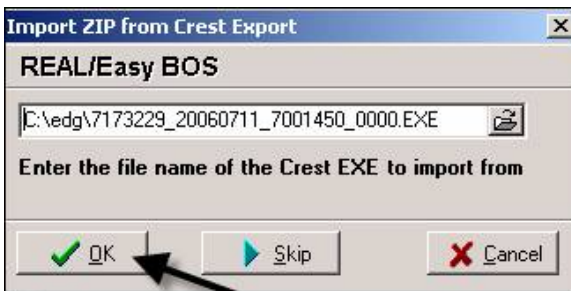 Import ZIP from Crest Export
REAL/Easy BOS
C:\edg\7173229_20060711_7001450_0000.EXE
Enter the file name of the Crest EXE to import from
OK
Skip
Cancel